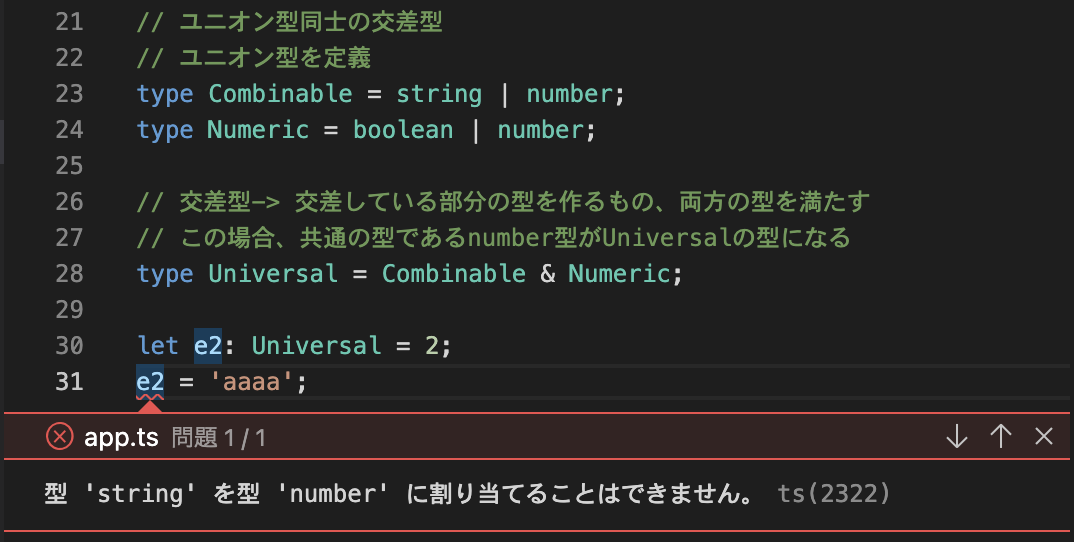 21 // ユニオン型同士の交差型
22 // ユニオン型を定義
23 type Combinable = string | number;
24 type Numeric = boolean | number;
25
26 // 交差型-> 交差している部分の型を作るもの、両方の型を満たす
27 // この場合、共通の型であるnumber型がUniversalの型になる
28 type Universal = Combinable & Numeric;
29
30 let e2: Universal = 2;
31 e2 = 'aaaa';
app.ts 問題 1 / 1
型 'string' を型 'number' に割り当てることはできません。 ts(2322)